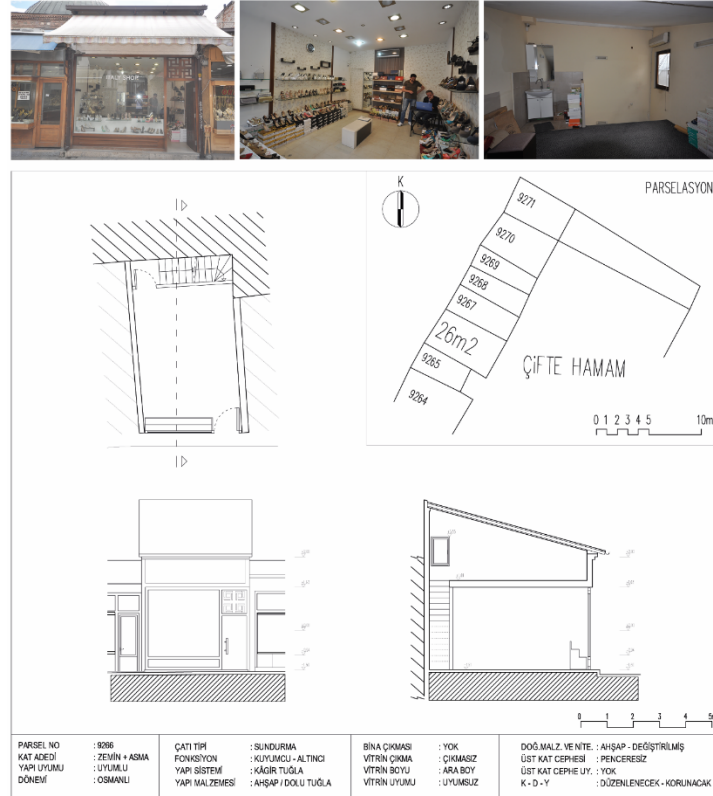 K
PARSELASYON
9271
9270
9269
9268
9267
26m2
9265
9264
ÇİFTE HAMAM
0 1 2 3 4 5 10m
0 1 2 3 4
PARSEL NO : 9266
KAT ADEDİ : ZEMİN + ASMA
YAPI UYUMU : UYUMLU
DÖNEMİ : OSMANLI
ÇATI TİPİ : SUNDURMA
FONKSİYON : KUYUMCU - ALTINCI
YAPI SİSTEMİ : KÂGİR TUĞLA
YAPI MALZEMESİ : AHŞAP / DOLU TUĞLA
BİNA ÇIKMASI : YOK
VİTRİN ÇIKMA : ÇIKMASIZ
VİTRİN BOYU : ARA BOY
VİTRİN UYUMU : UYUMSUZ
DOĞ.MALZ. VE NİTE. : AHŞAP - DEĞİŞTİRİLMİŞ
ÜST KAT CEPHESİ : PENCERESİZ
ÜST KAT CEPHE UY. : YOK
K - D - Y : DÜZENLENECEK - KORUNACAK